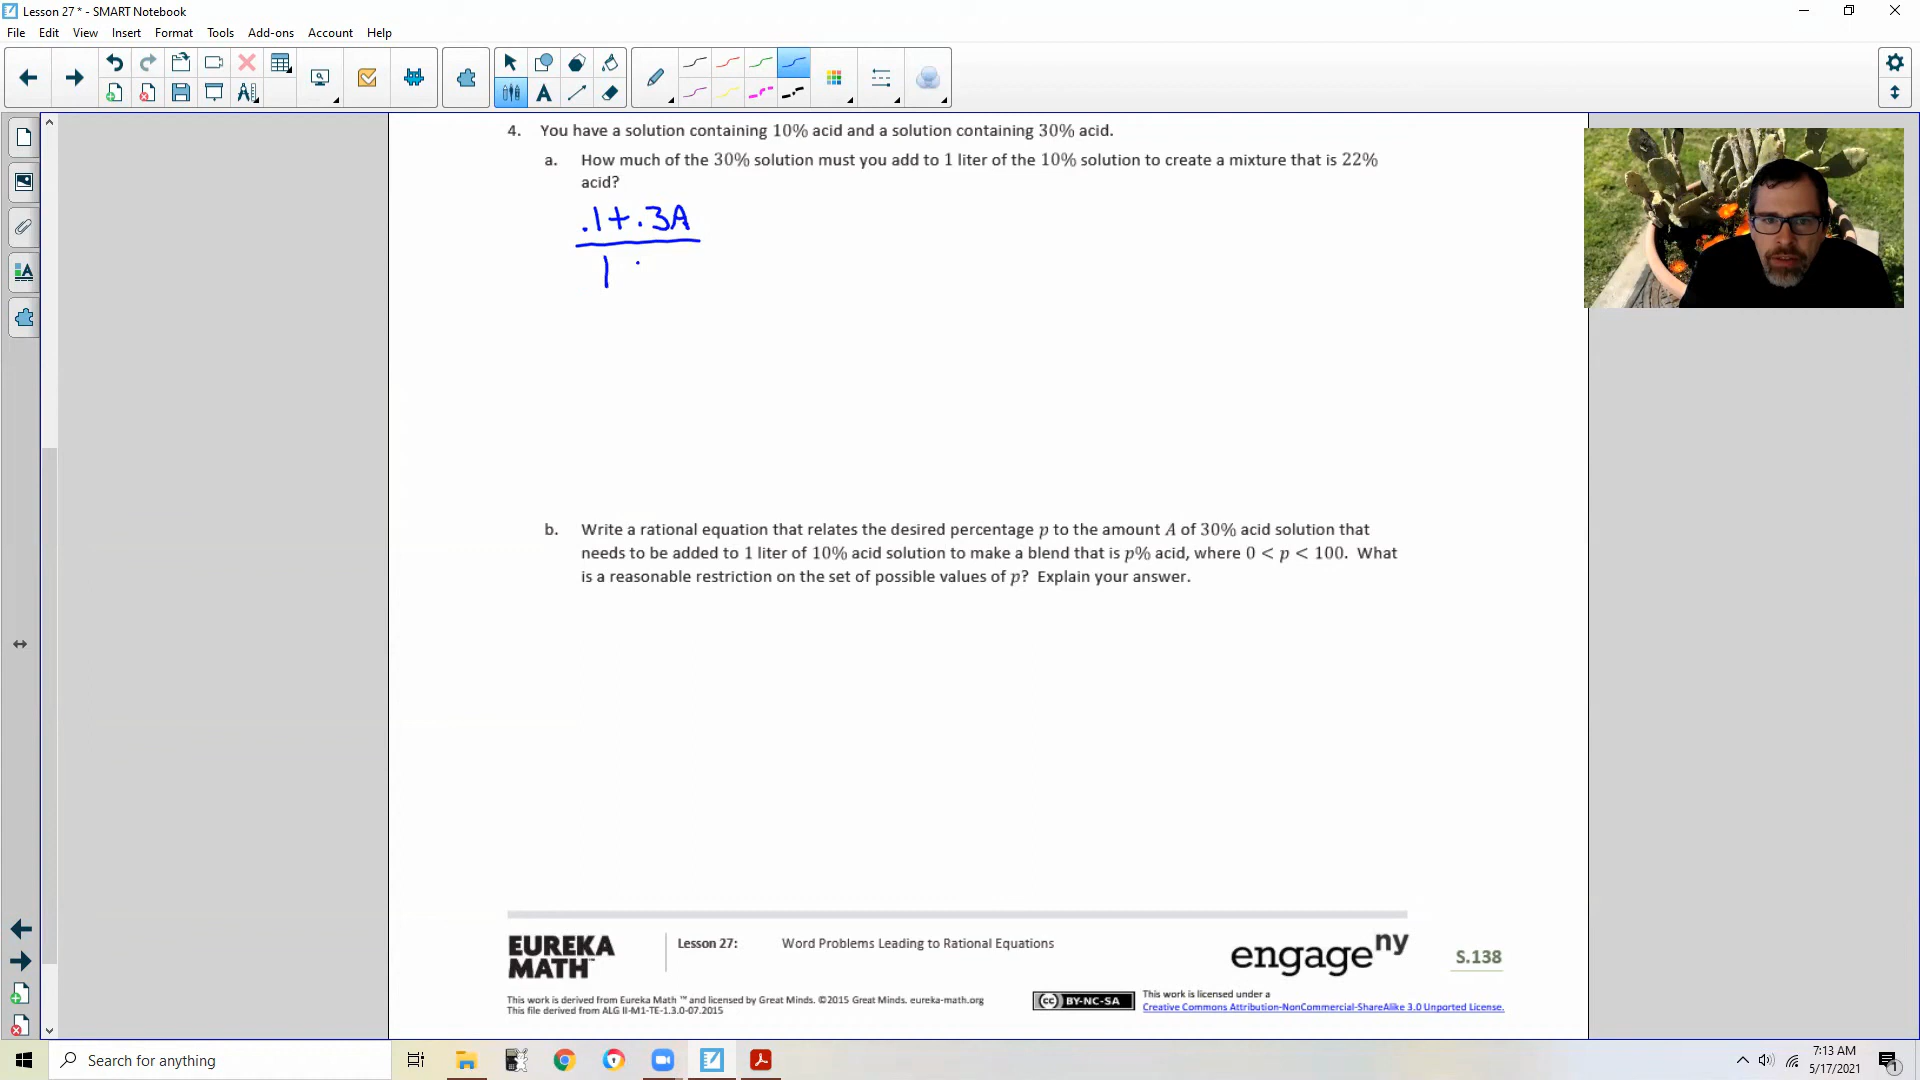 Lesson 27 * - SMART Notebook
File Edit View Insert Format Tools Add-ons Account Help
4. You have a solution containing 10% acid and a solution containing 30% acid.
a. How much of the 30% solution must you add to 1 liter of the 10% solution to create a mixture that is 22%
acid?
.1+.3A
1
b. Write a rational equation that relates the desired percentage p to the amount A of 30% acid solution that
needs to be added to 1 liter of 10% acid solution to make a blend that is p% acid, where 0 < p < 100. What
is a reasonable restriction on the set of possible values of p? Explain your answer.
EUREKA
MATH™
Lesson 27: Word Problems Leading to Rational Equations
engage ny
S.138
This work is derived from Eureka Math ™ and licensed by Great Minds. ©2015 Great Minds. eureka-math.org
This file derived from ALG II-M1-TE-1.3.0-07.2015
cc BY-NC-SA
This work is licensed under a
Creative Commons Attribution-NonCommercial-ShareAlike 3.0 Unported License.
Search for anything
7:13 AM
5/17/2021